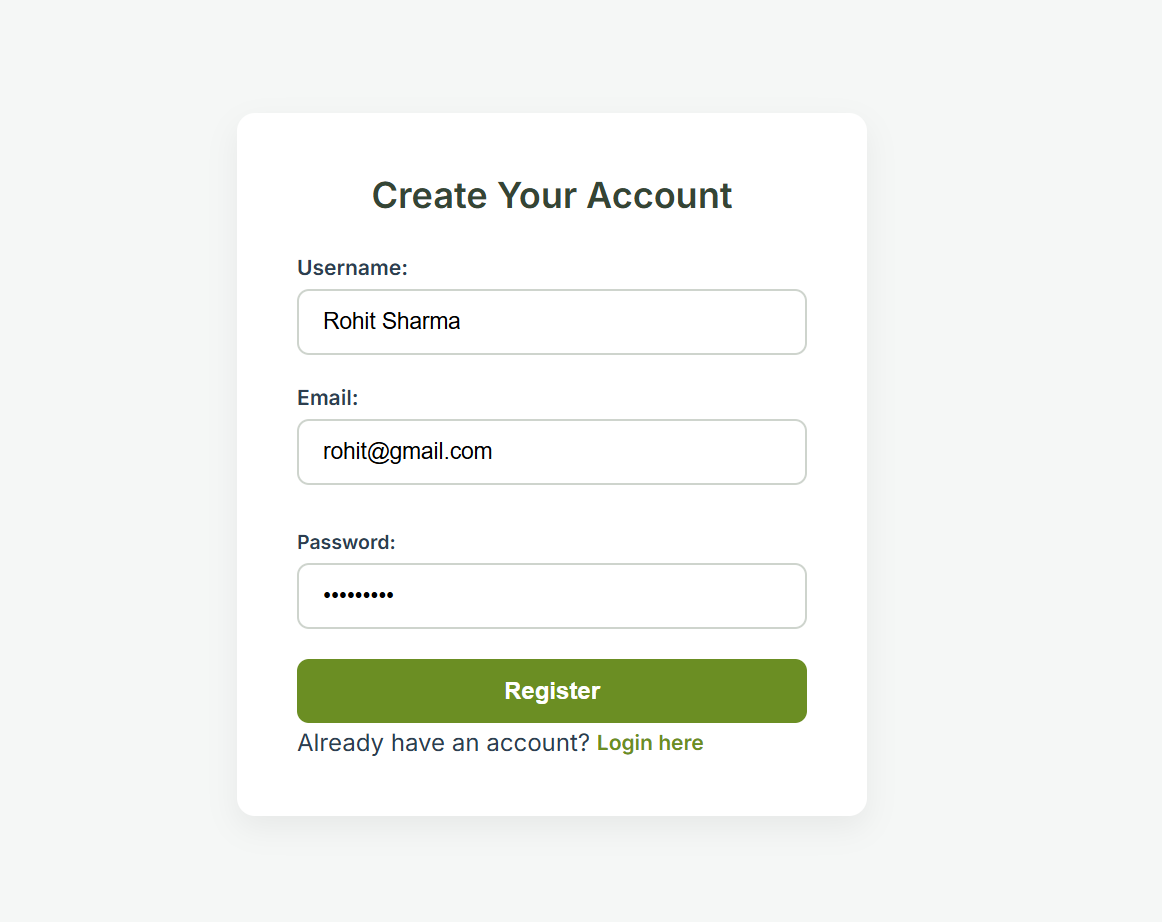 Create Your Account
Username:
Rohit Sharma
Email:
rohit@gmail.com
Password:
•••••••••
Register
Already have an account? Login here